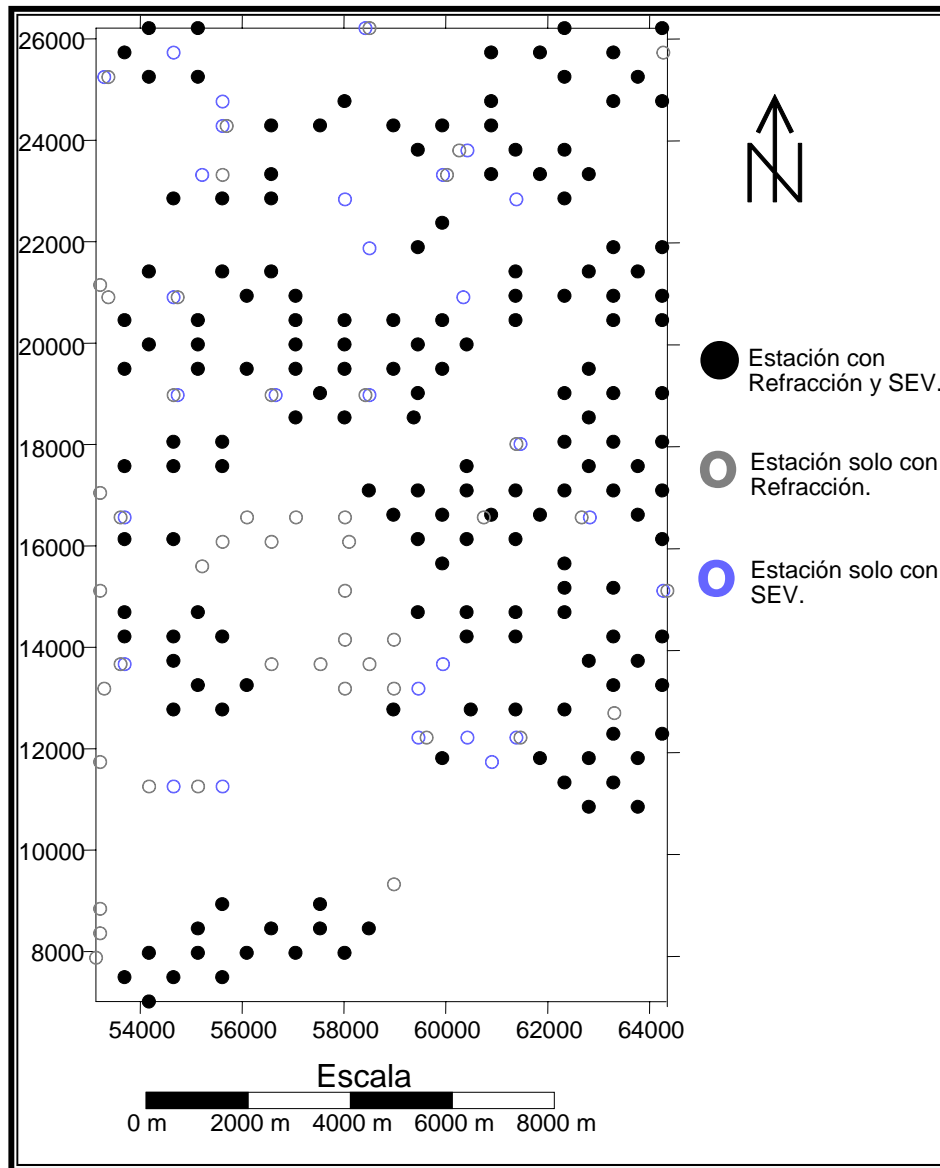 26000
24000
22000
20000
18000
16000
14000
12000
10000
8000
54000 56000 58000 60000 62000 64000
N
Estación con
Refracción y SEV.
Estación solo con
Refracción.
Estación solo con
SEV.
Escala
0 m 2000 m 4000 m 6000 m 8000 m